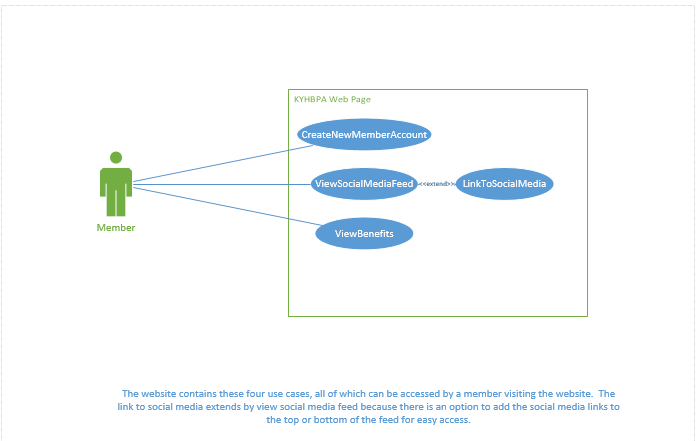 KYHBPA Web Page
CreateNewMemberAccount
ViewSocialMediaFeed
<<extend>>
LinkToSocialMedia
Member
ViewBenefits
The website contains these four use cases, all of which can be accessed by a member visiting the website. The
link to social media extends by view social media feed because there is an option to add the social media links to
the top or bottom of the feed for easy access.